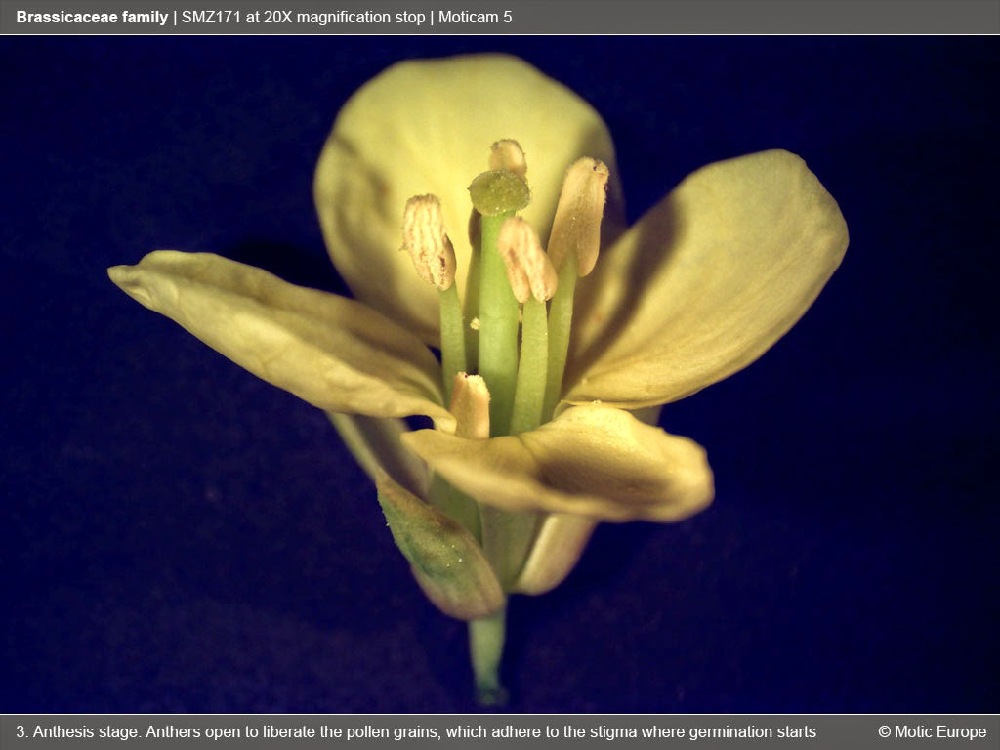 Brassicaceae family | SMZ171 at 20X magnification stop | Moticam 5
3. Anthesis stage. Anthers open to liberate the pollen grains, which adhere to the stigma where germination starts © Motic Europe